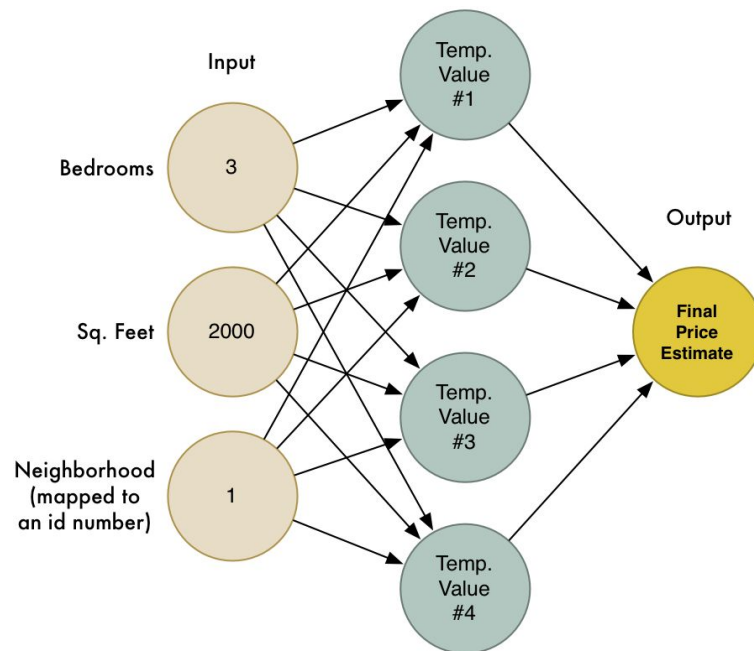 Input
Bedrooms
3
Sq. Feet
2000
Neighborhood
(mapped to
an id number)
1
Temp.
Value
#1
Temp.
Value
#2
Temp.
Value
#3
Temp.
Value
#4
Output
Final
Price
Estimate